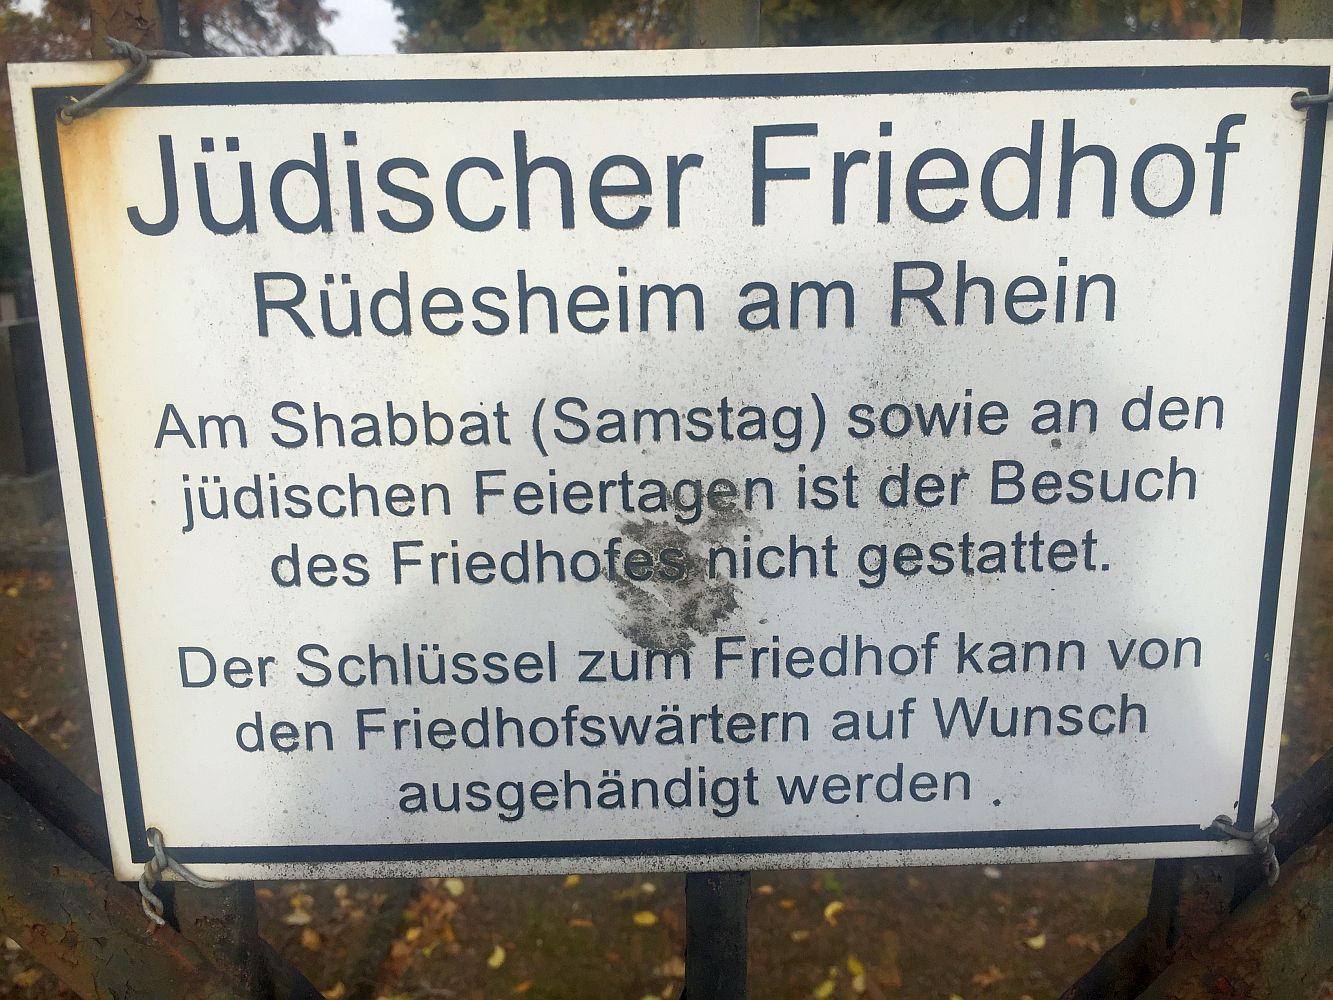 Jüdischer Friedhof
Rüdesheim am Rhein
Am Shabbat (Samstag) sowie an den
jüdischen Feiertagen ist der Besuch
des Friedhofes nicht gestattet.
Der Schlüssel zum Friedhof kann von
den Friedhofswärtern auf Wunsch
ausgehändigt werden .